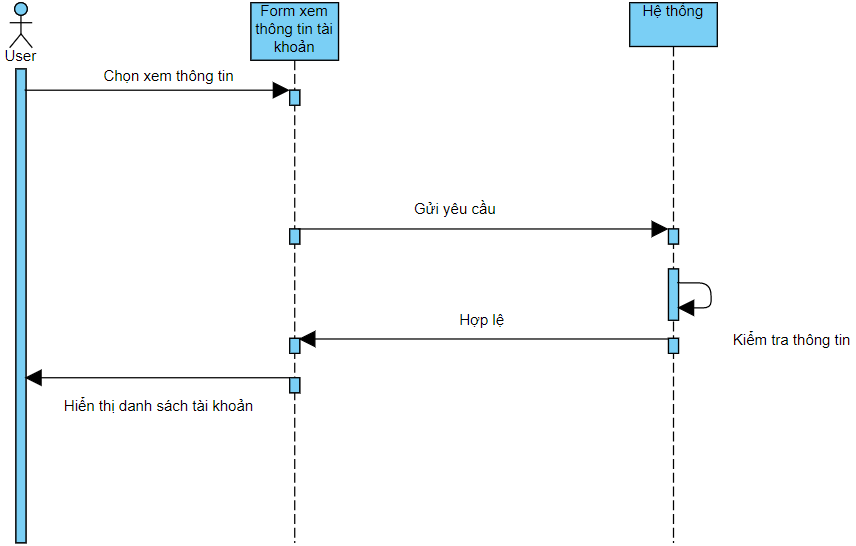 Form xem
thông tin tài
khoản
Hệ thông
User
Chọn xem thông tin
Gửi yêu cầu
Hợp lệ
Kiểm tra thông tin
Hiển thị danh sách tài khoản